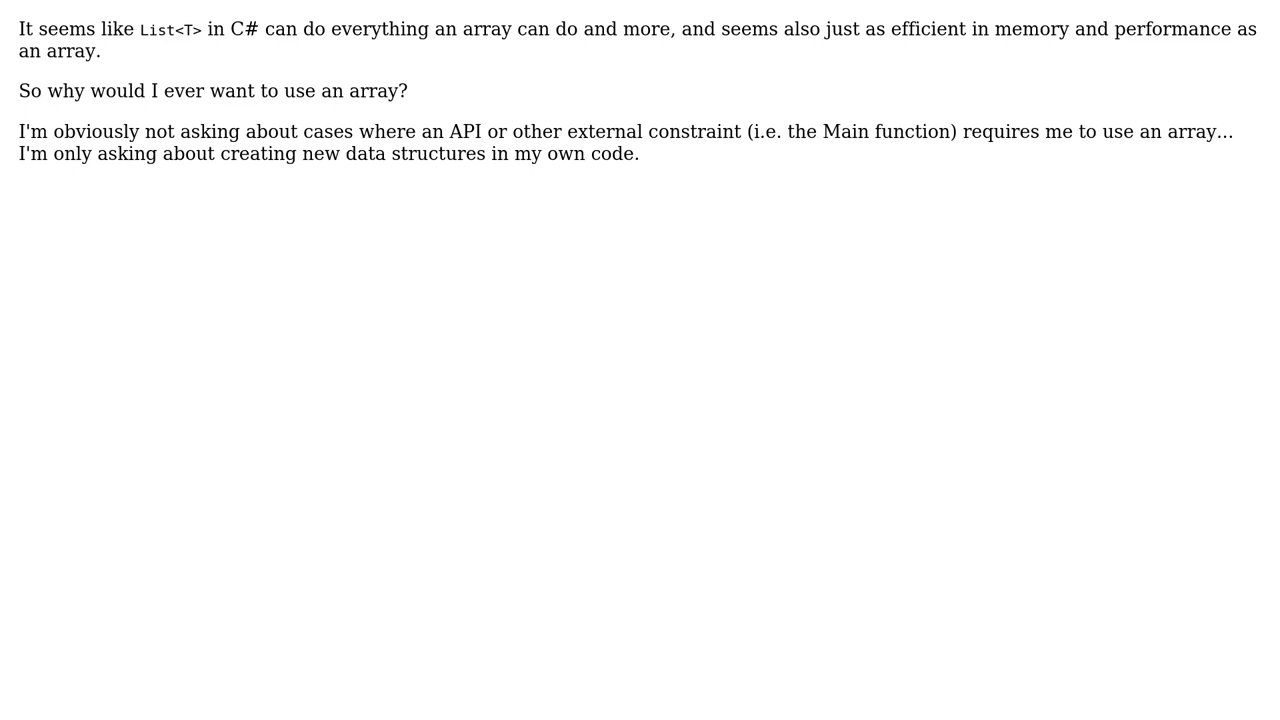 It seems like List<T> in C# can do everything an array can do and more, and seems also just as efficient in memory and performance as
an array.
So why would I ever want to use an array?
I'm obviously not asking about cases where an API or other external constraint (i.e. the Main function) requires me to use an array...
I'm only asking about creating new data structures in my own code.